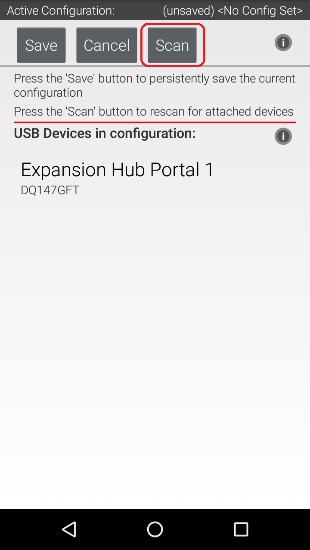 Active Configuration: (unsaved) <No Config Set>
Save Cancel Scan
Press the 'Save' button to persistently save the current
configuration
Press the 'Scan' button to rescan for attached devices
USB Devices in configuration:
Expansion Hub Portal 1
DQ147GFT